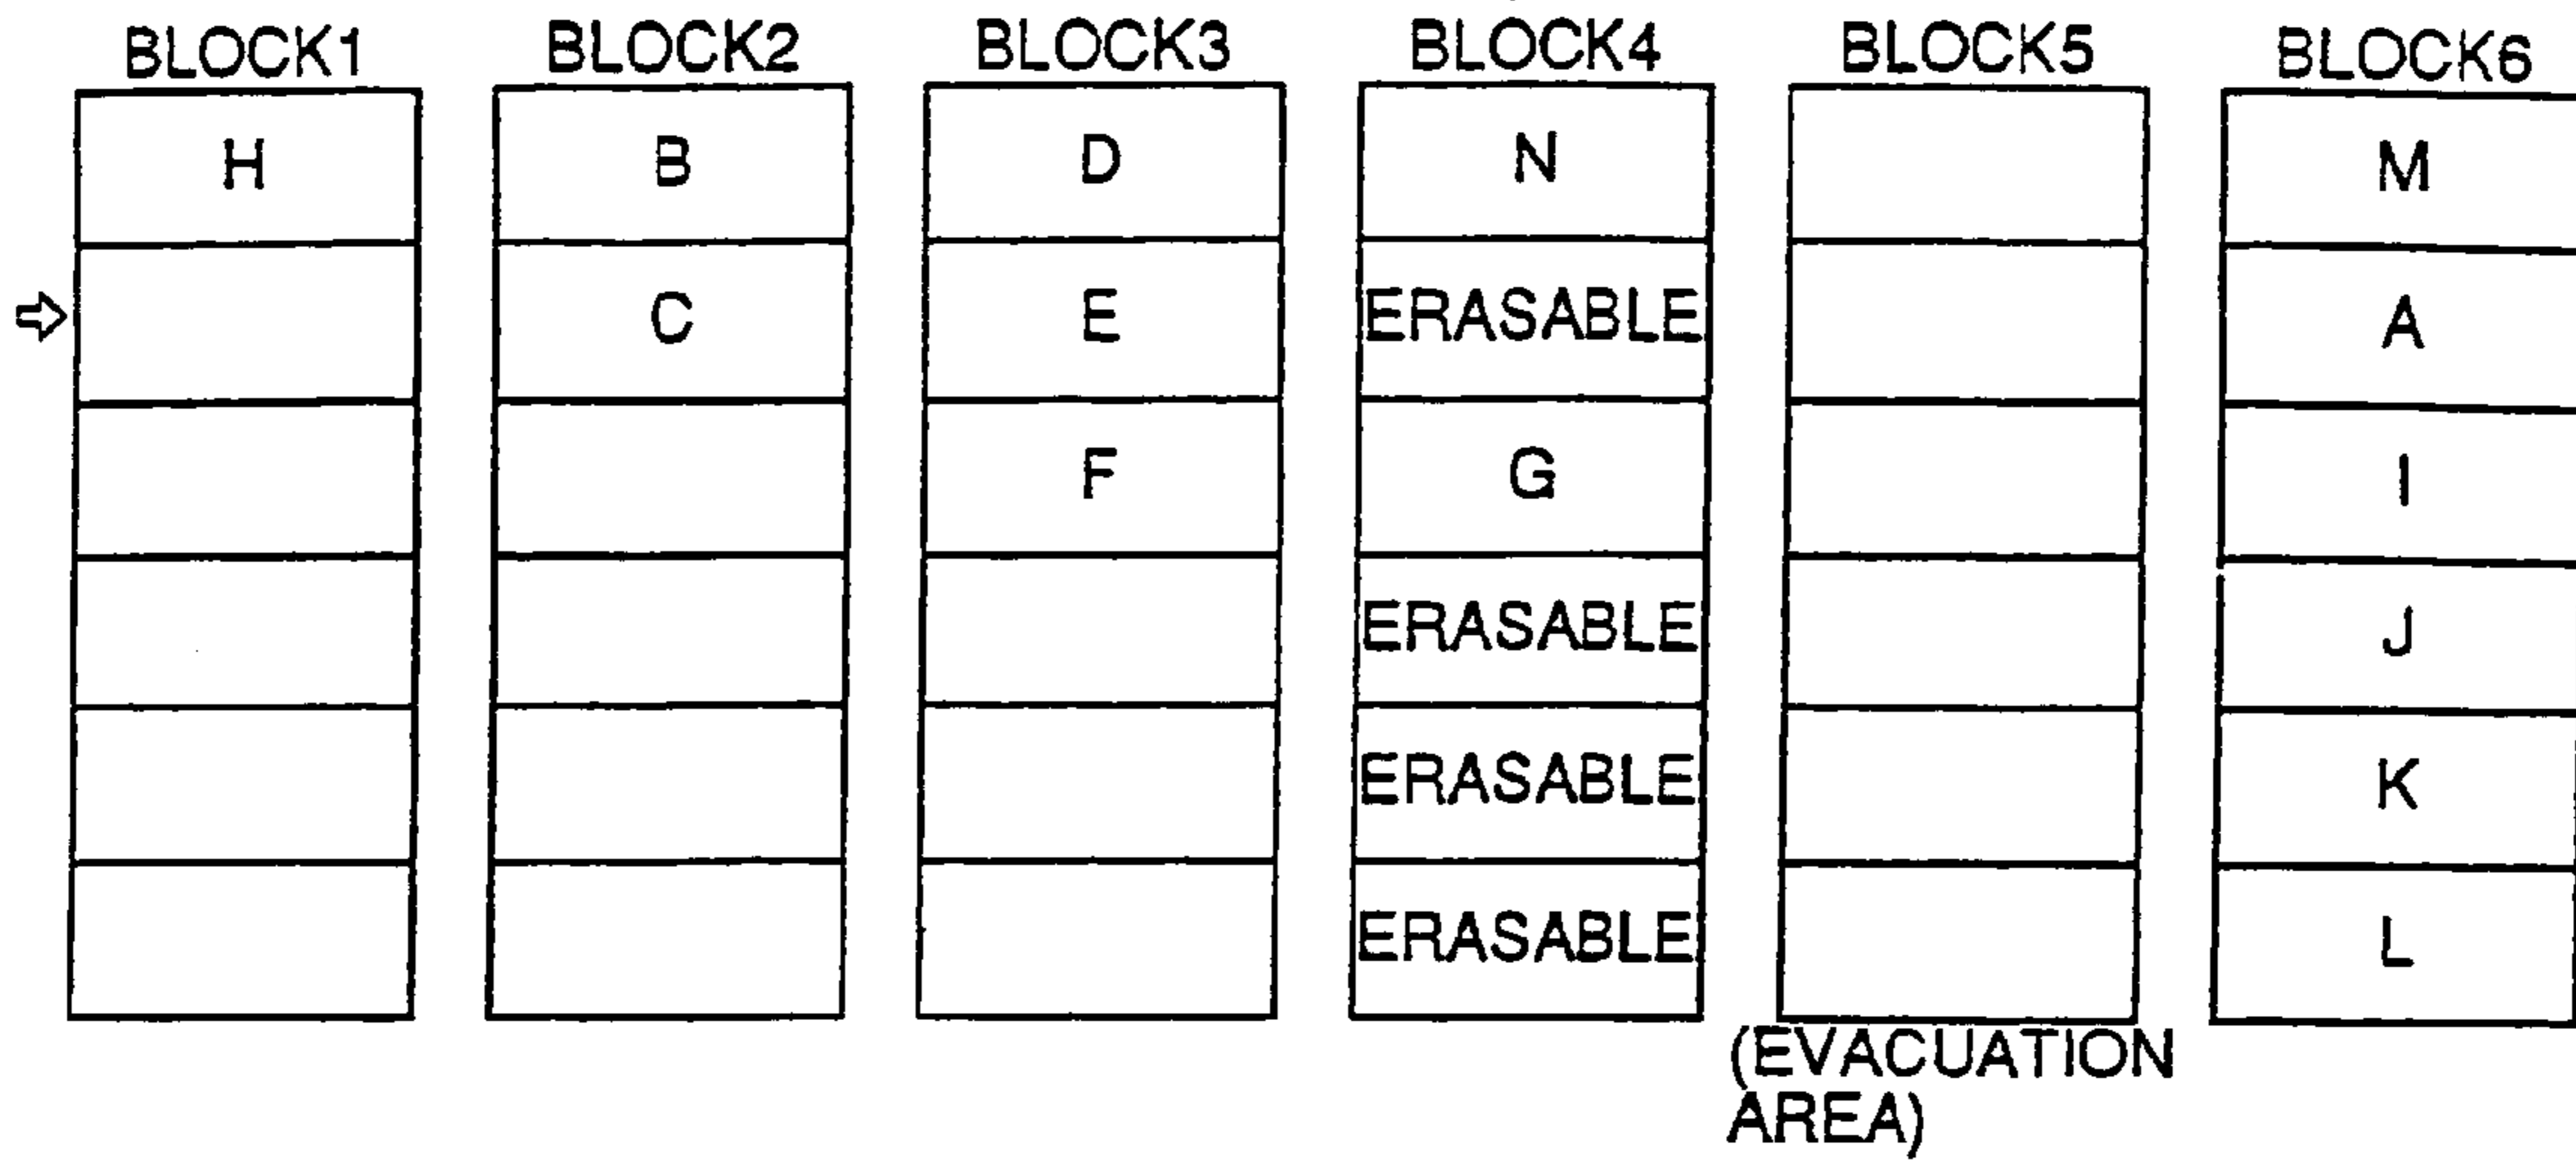 BLOCK1 BLOCK2 BLOCK3 BLOCK4 BLOCK5 BLOCK6
H B D N M
C E ERASABLE A
F G I
ERASABLE J
ERASABLE K
ERASABLE L
(EVACUATION
AREA)